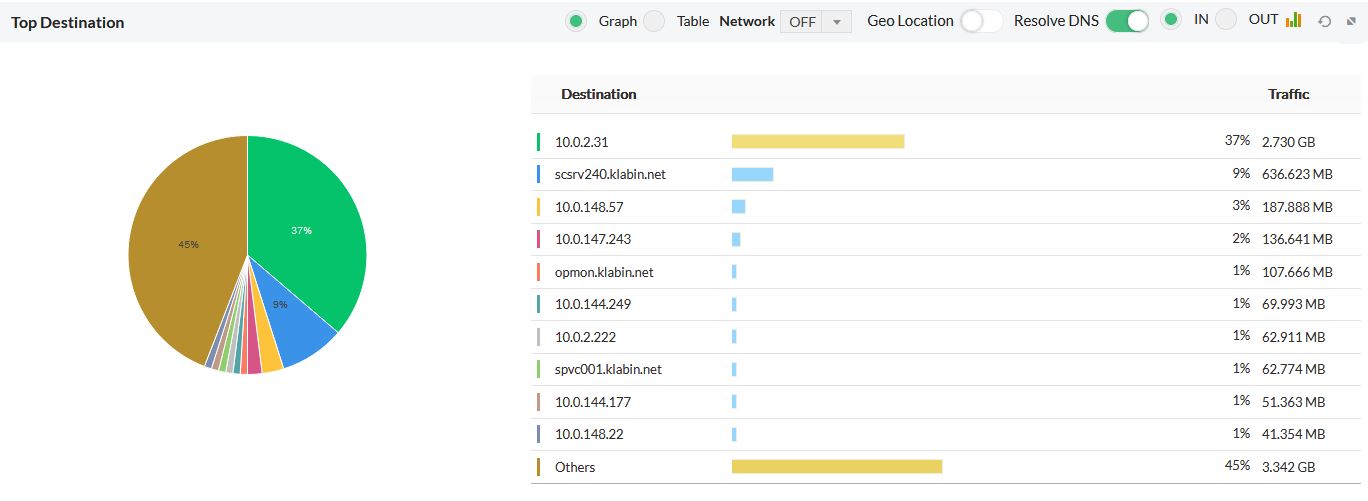 Top Destination Graph Table Network OFF Geo Location Resolve DNS IN OUT
Destination Traffic
37%
45%
9%
10.0.2.31 37% 2.730 GB
scsrv240.klabin.net 9% 636.623 MB
10.0.148.57 3% 187.888 MB
10.0.147.243 2% 136.641 MB
opmon.klabin.net 1% 107.666 MB
10.0.144.249 1% 69.993 MB
10.0.2.222 1% 62.911 MB
spvc001.klabin.net 1% 62.774 MB
10.0.144.177 1% 51.363 MB
10.0.148.22 1% 41.354 MB
Others 45% 3.342 GB